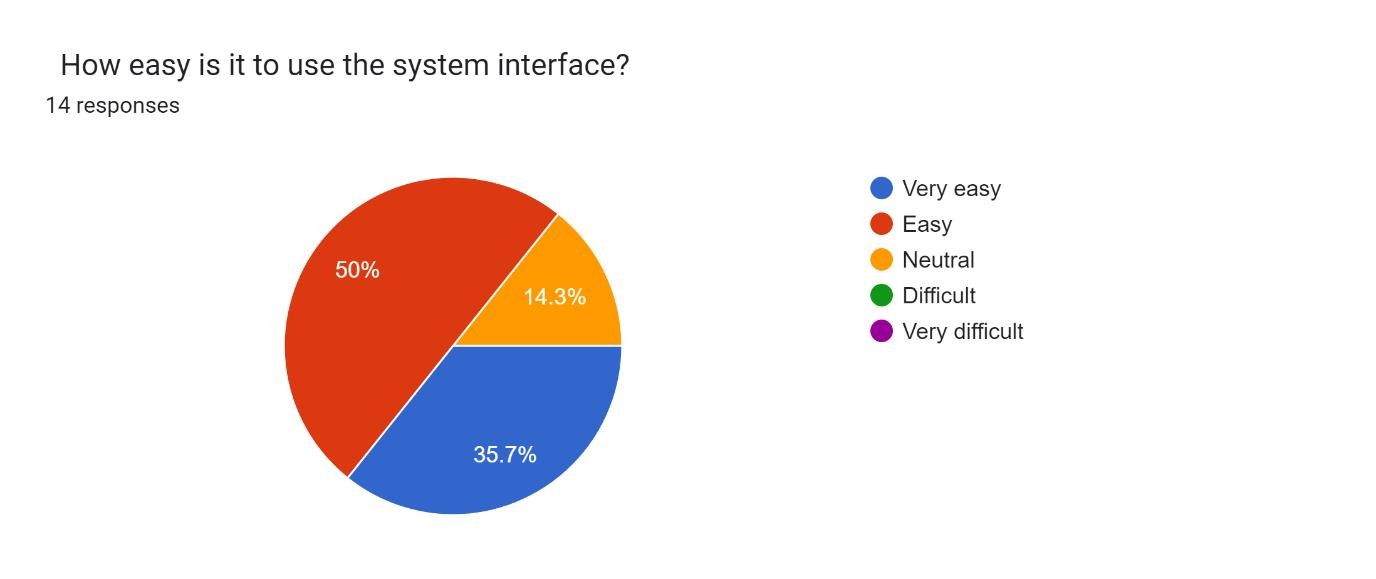 How easy is it to use the system interface?
14 responses
50%
14.3%
35.7%
Very easy
Easy
Neutral
Difficult
Very difficult